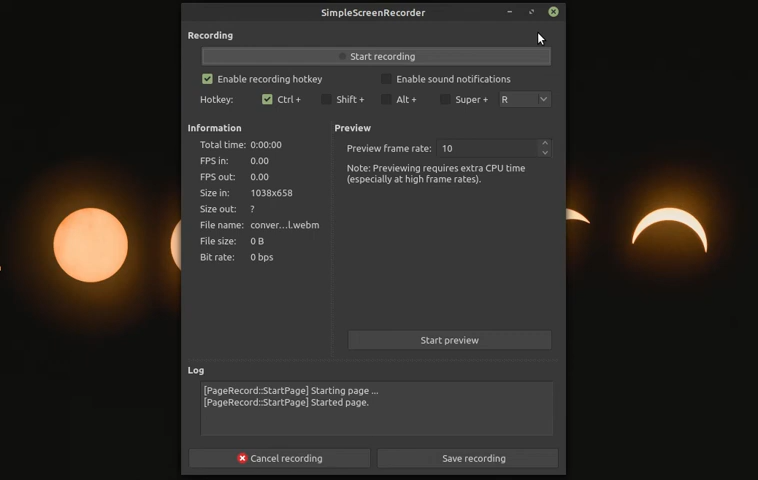 SimpleScreenRecorder
Recording
Start recording
Enable recording hotkey
Enable sound notifications
Hotkey: Ctrl + Shift + Alt + Super + R
Information
Total time: 0:00:00
FPS in: 0.00
FPS out: 0.00
Size in: 1038x658
Size out: ?
File name: conver...l.webm
File size: 0 B
Bit rate: 0 bps
Preview
Preview frame rate: 10
Note: Previewing requires extra CPU time
(especially at high frame rates).
Start preview
Log
[PageRecord::StartPage] Starting page ...
[PageRecord::StartPage] Started page.
Cancel recording
Save recording